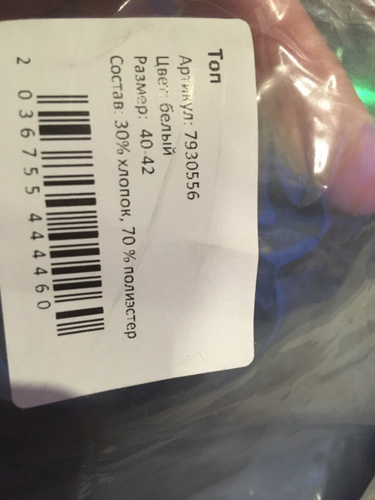 Топ
Артикул: 7930556
Цвет: белый
Размер: 40-42
Состав: 30% хлопок, 70 % полиэстер
2 036755 444460